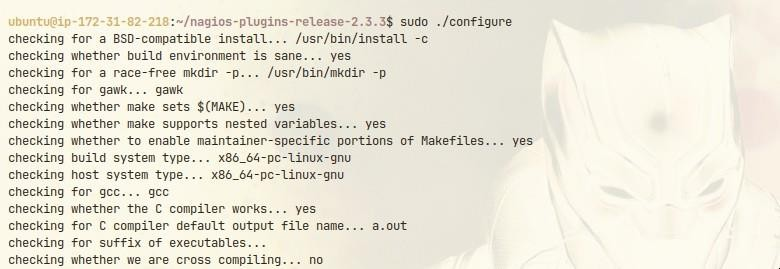 ubuntu@ip-172-31-82-218:~/nagios-plugins-release-2.3.3$ sudo ./configure
checking for a BSD-compatible install... /usr/bin/install -c
checking whether build environment is sane... yes
checking for a race-free mkdir -p... /usr/bin/mkdir -p
checking for gawk... gawk
checking whether make sets $(MAKE)... yes
checking whether make supports nested variables... yes
checking whether to enable maintainer-specific portions of Makefiles... yes
checking build system type... x86_64-pc-linux-gnu
checking host system type... x86_64-pc-linux-gnu
checking for gcc... gcc
checking whether the C compiler works... yes
checking for C compiler default output file name... a.out
checking for suffix of executables...
checking whether we are cross compiling... no